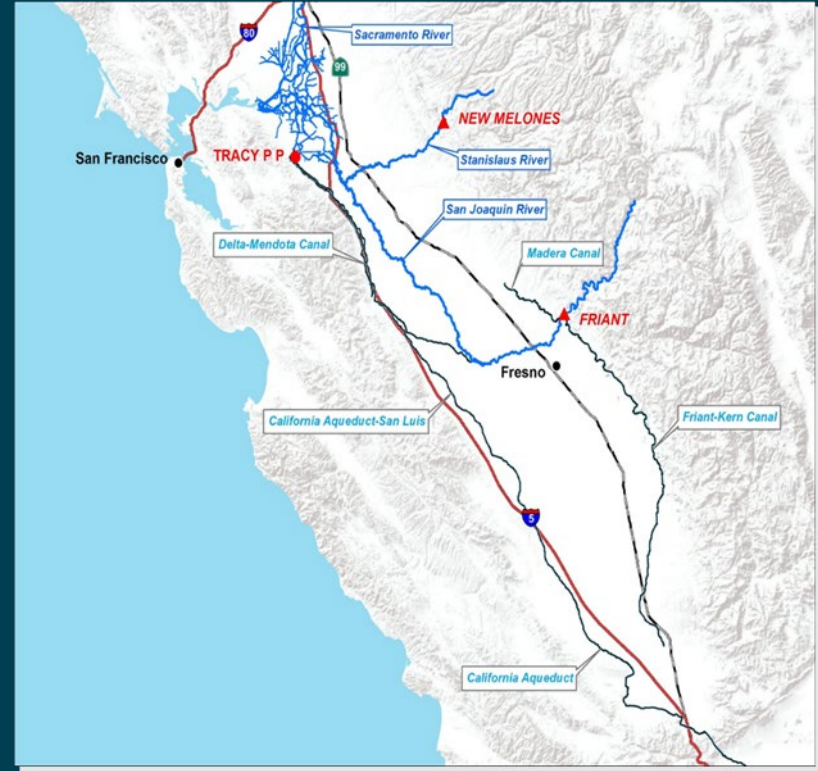 80
Sacramento River
99
NEW MELONES
San Francisco
TRACY P P
Stanislaus River
San Joaquin River
Delta-Mendota Canal
Madera Canal
FRIANT
Fresno
California Aqueduct-San Luis
Friant-Kern Canal
5
California Aqueduct